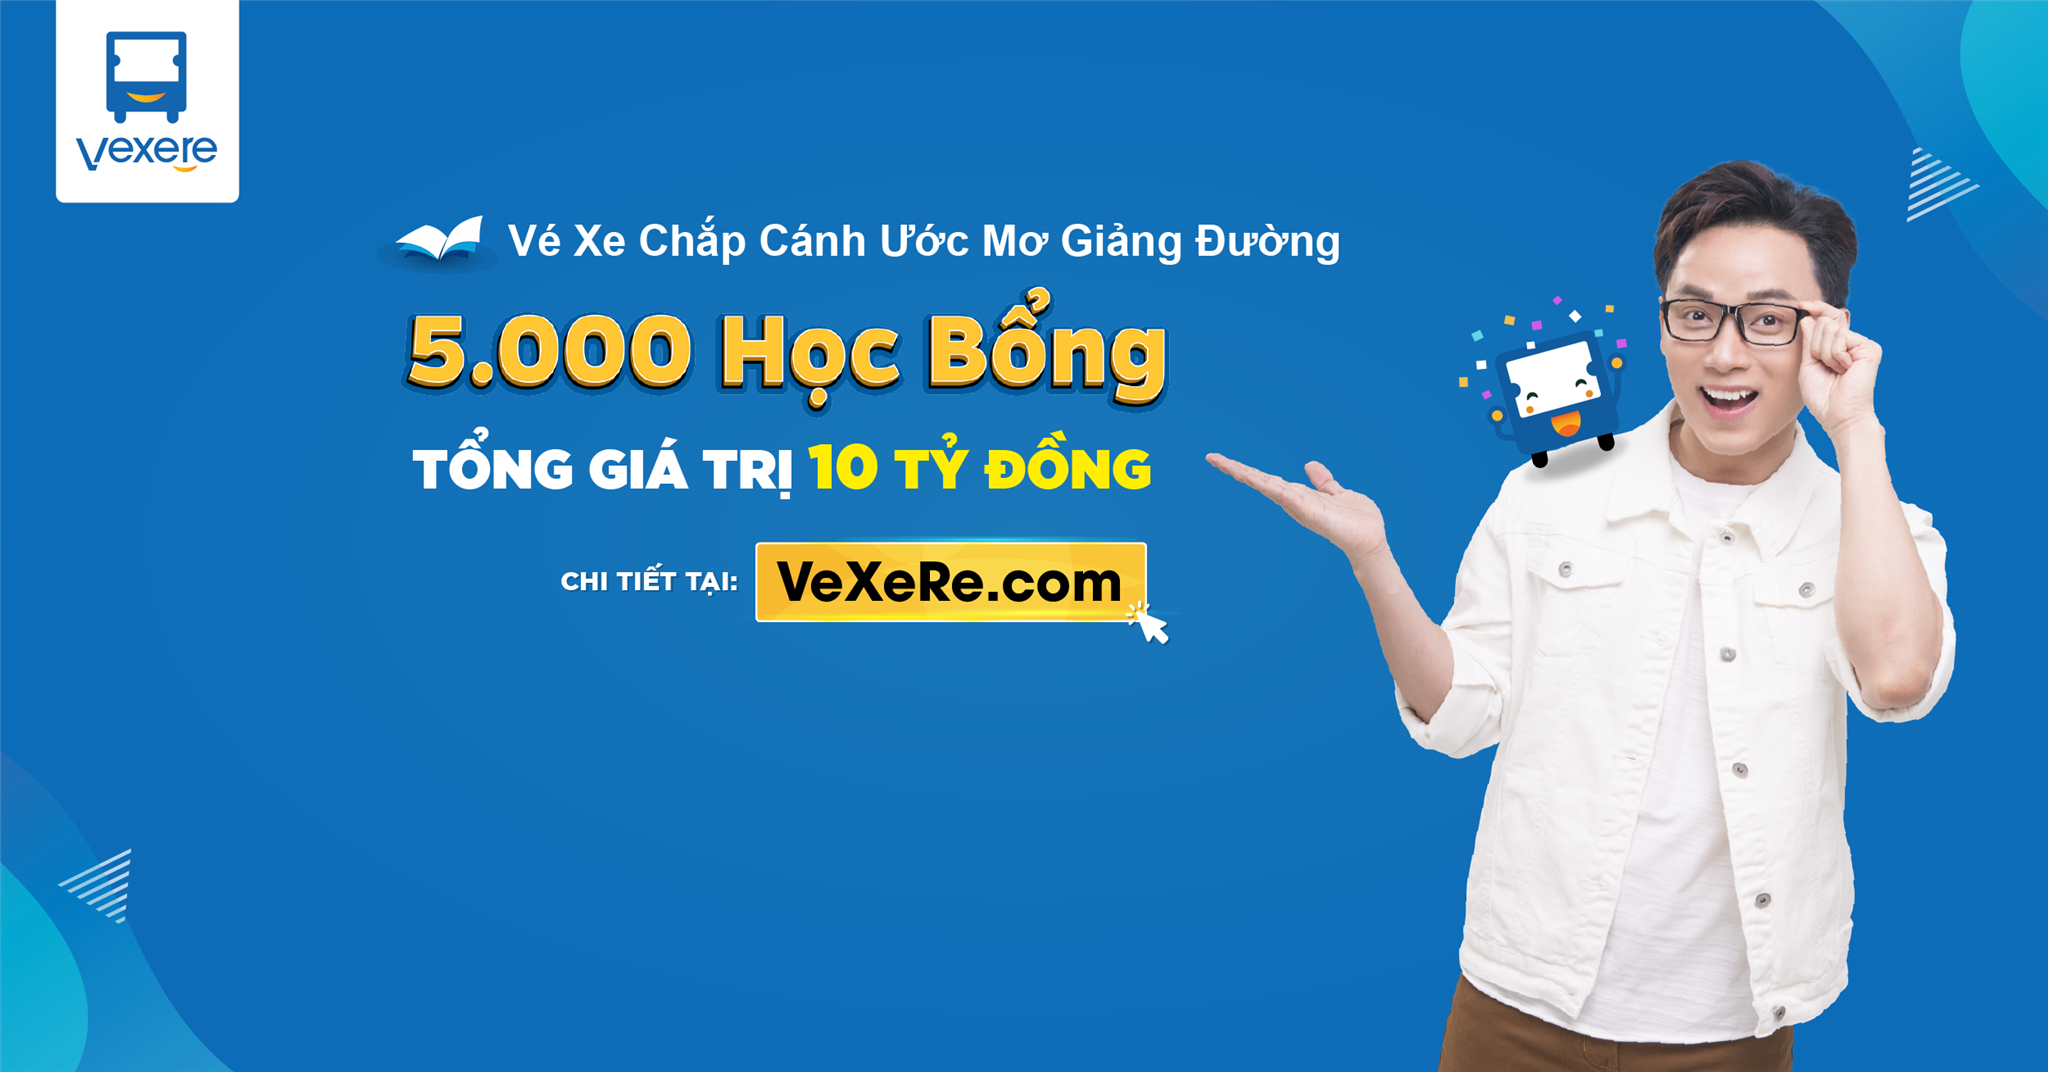 vexere
Vé Xe Chắp Cánh Ước Mơ Giảng Đường
5.000 Học Bổng
TỔNG GIÁ TRỊ 10 TỶ ĐỒNG
CHI TIẾT TẠI: VeXeRe.com